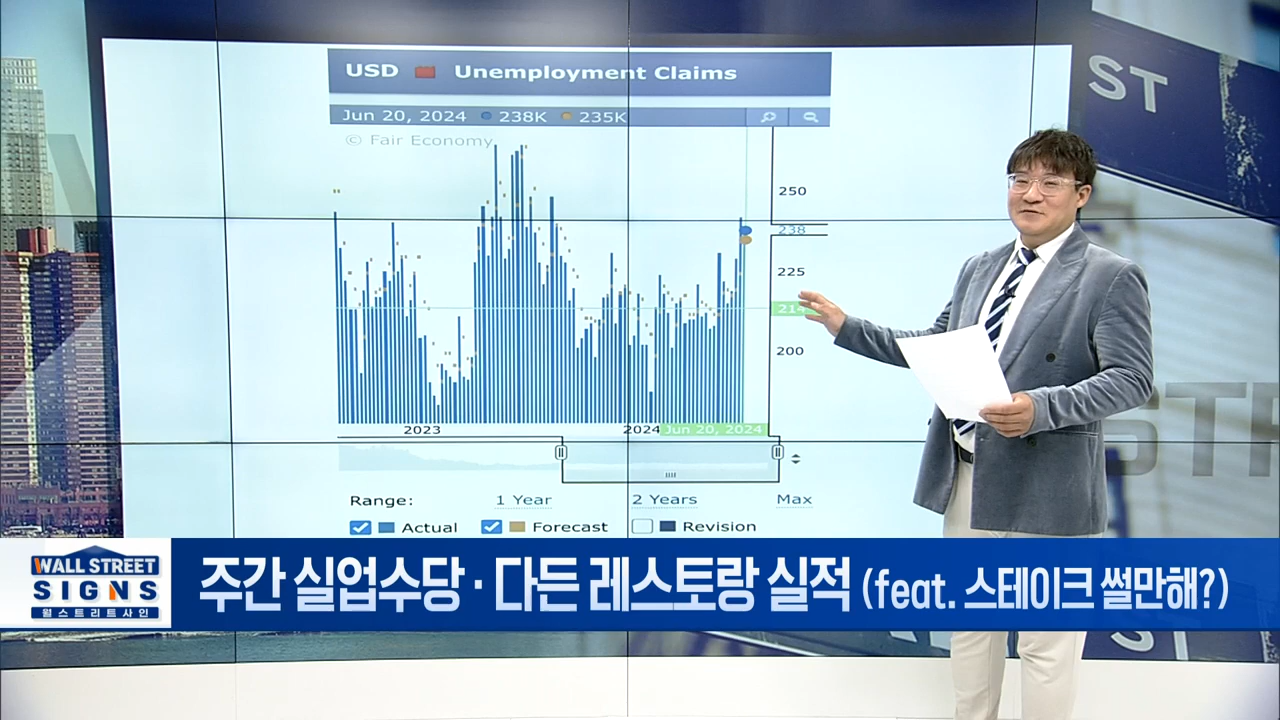 USD Unemployment Claims
Jun 20, 2024 238K 235K
© Fair Economy
ST
250
238
225
214
200
2023 2024 Jun 20, 2024
Range: 1 Year 2 Years Max
Actual Forecast Revision
STR
WALL STREET
SIGNS
월스트리트사인
주간 실업수당·다든 레스토랑 실적 (feat. 스테이크 썰만해?)
S